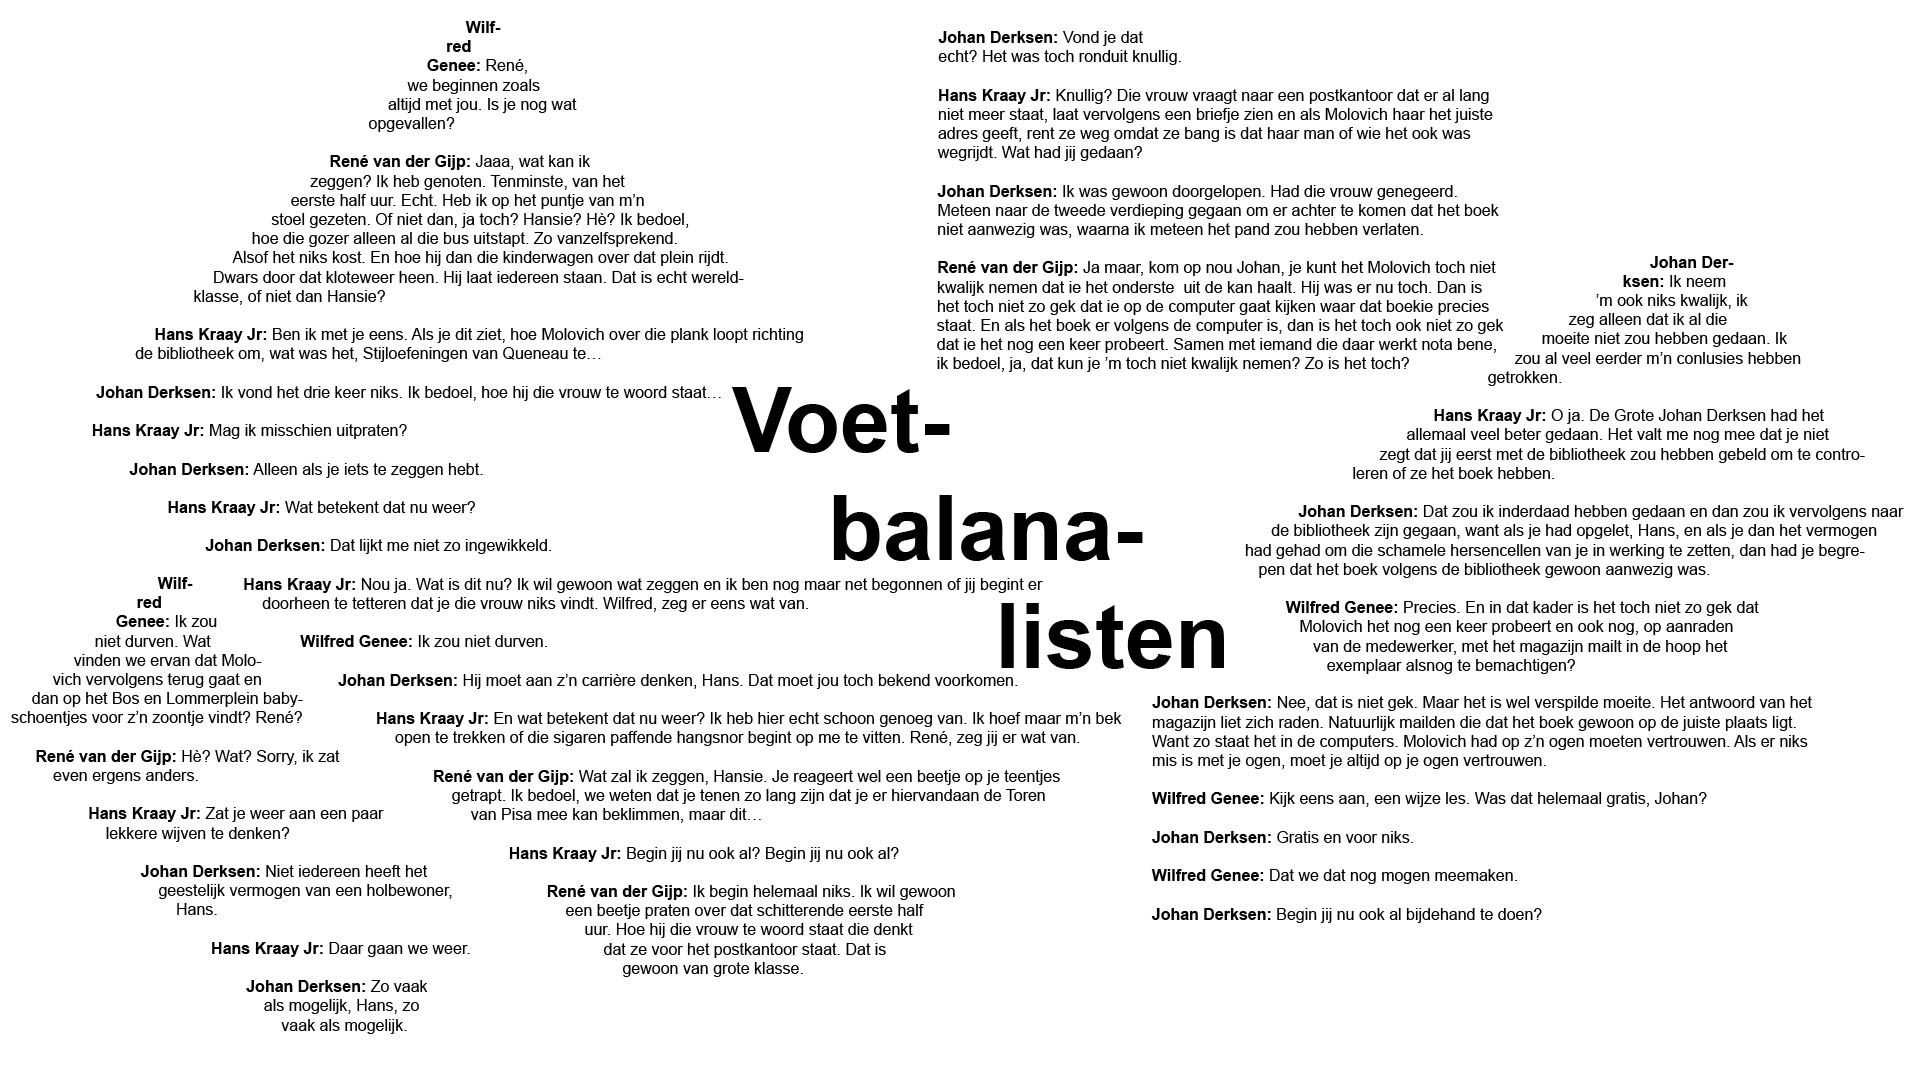 Wilf-
red
Genee: René,
we beginnen zoals
altijd met jou. Is je nog wat
opgevallen?
René van der Gijp: Jaaa, wat kan ik
zeggen? Ik heb genoten. Tenminste, van het
eerste half uur. Echt. Heb ik op het puntje van m’n
stoel gezeten. Of niet dan, ja toch? Hansie? Hè? Ik bedoel,
hoe die gozer alleen al die bus uitstapt. Zo vanzelfsprekend.
Alsof het niks kost. En hoe hij dan die kinderwagen over dat plein rijdt.
Dwars door dat kloteweer heen. Hij laat iedereen staan. Dat is echt wereld-
klasse, of niet dan Hansie?
Hans Kraay Jr: Ben ik met je eens. Als je dit ziet, hoe Molovich over die plank loopt richting
de bibliotheek om, wat was het, Stijloefeningen van Queneau te…
Johan Derksen: Ik vond het drie keer niks. Ik bedoel, hoe hij die vrouw te woord staat…
Hans Kraay Jr: Mag ik misschien uitpraten?
Johan Derksen: Alleen als je iets te zeggen hebt.
Hans Kraay Jr: Wat betekent dat nu weer?
Johan Derksen: Dat lijkt me niet zo ingewikkeld.
Hans Kraay Jr: Nou ja. Wat is dit nu? Ik wil gewoon wat zeggen en ik ben nog maar net begonnen of jij begint er
doorheen te tetteren dat je die vrouw niks vindt. Wilfred, zeg er eens wat van.
Wilfred Genee: Ik zou niet durven.
Johan Derksen: Hij moet aan z’n carrière denken, Hans. Dat moet jou toch bekend voorkomen.
Hans Kraay Jr: En wat betekent dat nu weer? Ik heb hier echt schoon genoeg van. Ik hoef maar m’n bek
open te trekken of die sigaren paffende hangsnor begint op me te vitten. René, zeg jij er wat van.
René van der Gijp: Wat zal ik zeggen, Hansie. Je reageert wel een beetje op je teentjes
getrapt. Ik bedoel, we weten dat je tenen zo lang zijn dat je er hiervandaan de Toren
van Pisa mee kan beklimmen, maar dit…
Hans Kraay Jr: Begin jij nu ook al? Begin jij nu ook al?
René van der Gijp: Ik begin helemaal niks. Ik wil gewoon
een beetje praten over dat schitterende eerste half
uur. Hoe hij die vrouw te woord staat die denkt
dat ze voor het postkantoor staat. Dat is
gewoon van grote klasse.
Wilf-
red
Genee: Ik zou
niet durven. Wat
vinden we ervan dat Molo-
vich vervolgens terug gaat en
dan op het Bos en Lommerplein baby-
schoentjes voor z’n zoontje vindt? René?
René van der Gijp: Hè? Wat? Sorry, ik zat
even ergens anders.
Hans Kraay Jr: Zat je weer aan een paar
lekkere wijven te denken?
Johan Derksen: Niet iedereen heeft het
geestelijk vermogen van een holbewoner,
Hans.
Hans Kraay Jr: Daar gaan we weer.
Johan Derksen: Zo vaak
als mogelijk, Hans, zo
vaak als mogelijk.
Voet-
balana-
listen
Johan Derksen: Vond je dat
echt? Het was toch ronduit knullig.
Hans Kraay Jr: Knullig? Die vrouw vraagt naar een postkantoor dat er al lang
niet meer staat, laat vervolgens een briefje zien en als Molovich haar het juiste
adres geeft, rent ze weg omdat ze bang is dat haar man of wie het ook was
wegrijdt. Wat had jij gedaan?
Johan Derksen: Ik was gewoon doorgelopen. Had die vrouw genegeerd.
Meteen naar de tweede verdieping gegaan om er achter te komen dat het boek
niet aanwezig was, waarna ik meteen het pand zou hebben verlaten.
René van der Gijp: Ja maar, kom op nou Johan, je kunt het Molovich toch niet
kwalijk nemen dat ie het onderste  uit de kan haalt. Hij was er nu toch. Dan is
het toch niet zo gek dat ie op de computer gaat kijken waar dat boekie precies
staat. En als het boek er volgens de computer is, dan is het toch ook niet zo gek
dat ie het nog een keer probeert. Samen met iemand die daar werkt nota bene,
ik bedoel, ja, dat kun je ’m toch niet kwalijk nemen? Zo is het toch?
Johan Der-
ksen: Ik neem
’m ook niks kwalijk, ik
zeg alleen dat ik al die
moeite niet zou hebben gedaan. Ik
zou al veel eerder m’n conlusies hebben
getrokken.
Hans Kraay Jr: O ja. De Grote Johan Derksen had het
allemaal veel beter gedaan. Het valt me nog mee dat je niet
zegt dat jij eerst met de bibliotheek zou hebben gebeld om te contro-
leren of ze het boek hebben.
Johan Derksen: Dat zou ik inderdaad hebben gedaan en dan zou ik vervolgens naar
de bibliotheek zijn gegaan, want als je had opgelet, Hans, en als je dan het vermogen
had gehad om die schamele hersencellen van je in werking te zetten, dan had je begre-
pen dat het boek volgens de bibliotheek gewoon aanwezig was.
Wilfred Genee: Precies. En in dat kader is het toch niet zo gek dat
Molovich het nog een keer probeert en ook nog, op aanraden
van de medewerker, met het magazijn mailt in de hoop het
exemplaar alsnog te bemachtigen?
Johan Derksen: Nee, dat is niet gek. Maar het is wel verspilde moeite. Het antwoord van het
magazijn liet zich raden. Natuurlijk mailden die dat het boek gewoon op de juiste plaats ligt.
Want zo staat het in de computers. Molovich had op z’n ogen moeten vertrouwen. Als er niks
mis is met je ogen, moet je altijd op je ogen vertrouwen.
Wilfred Genee: Kijk eens aan, een wijze les. Was dat helemaal gratis, Johan?
Johan Derksen: Gratis en voor niks.
Wilfred Genee: Dat we dat nog mogen meemaken.
Johan Derksen: Begin jij nu ook al bijdehand te doen?